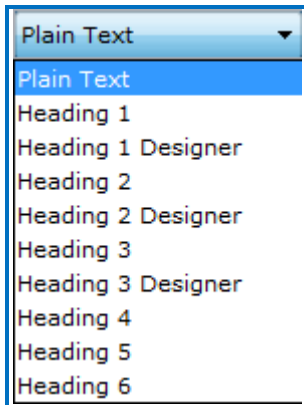 Plain Text
Plain Text
Heading 1
Heading 1 Designer
Heading 2
Heading 2 Designer
Heading 3
Heading 3 Designer
Heading 4
Heading 5
Heading 6